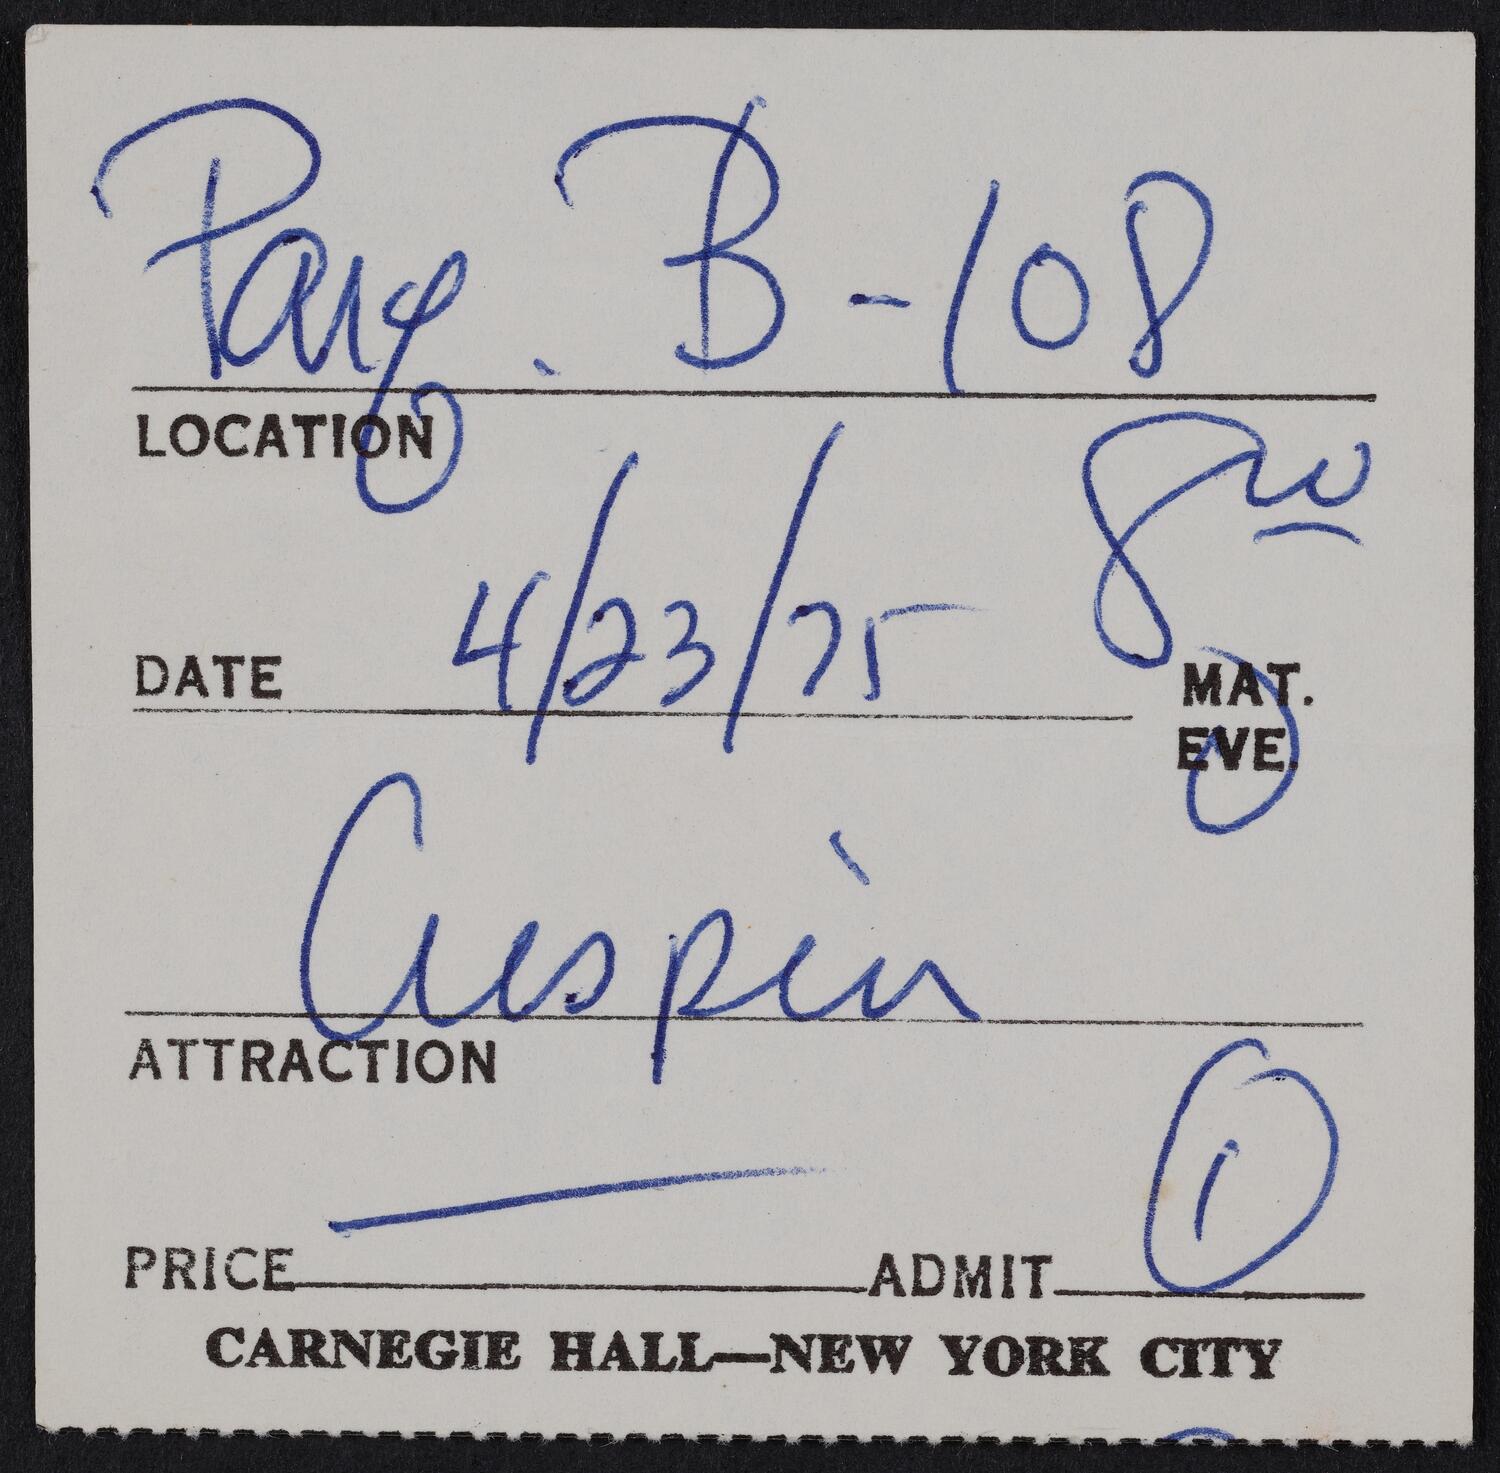 Parq. B-108
LOCATION
8 00
DATE 4/23/75
MAT.
EVE.
Crespin
ATTRACTION
PRICE — ADMIT 1
CARNEGIE HALL—NEW YORK CITY